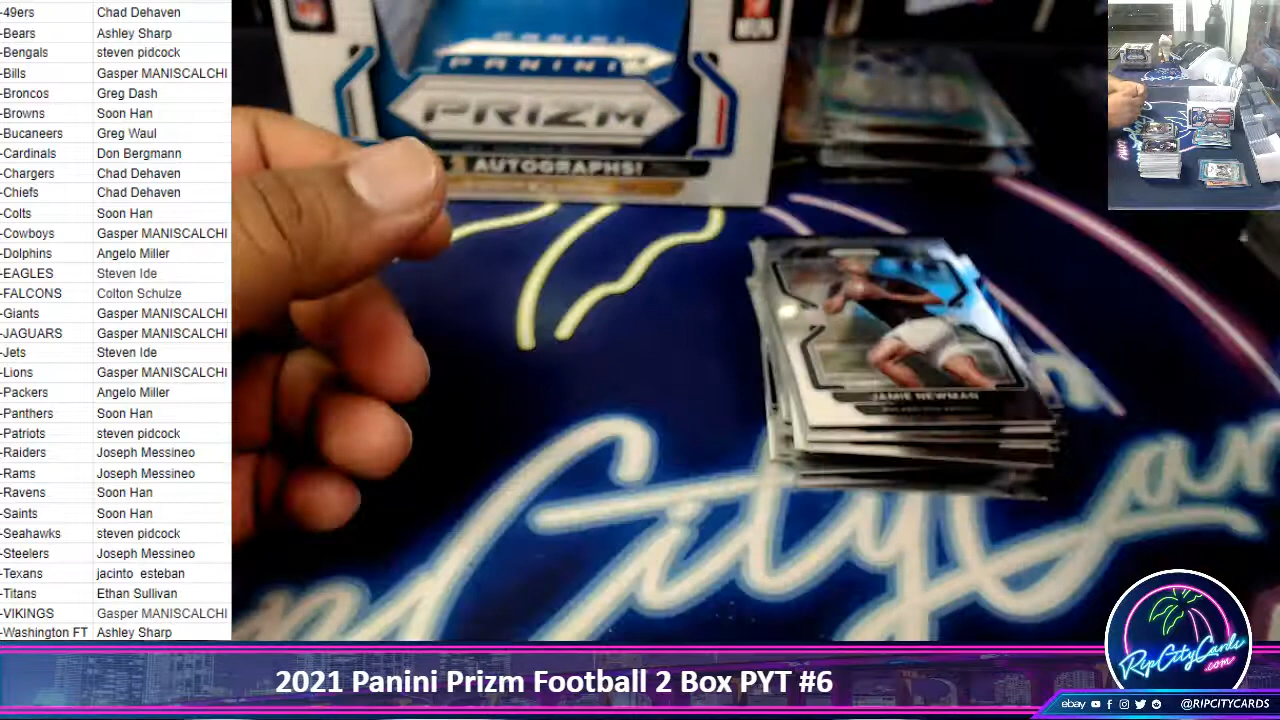 -49ers Chad Dehaven
-Bears Ashley Sharp
-Bengals steven pidcock
-Bills Gasper MANISCALCHI
-Broncos Greg Dash
-Browns Soon Han
-Bucaneers Greg Waul
-Cardinals Don Bergmann
-Chargers Chad Dehaven
-Chiefs Chad Dehaven
-Colts Soon Han
-Cowboys Gasper MANISCALCHI
-Dolphins Angelo Miller
-EAGLES Steven Ide
-FALCONS Colton Schulze
-Giants Gasper MANISCALCHI
-JAGUARS Gasper MANISCALCHI
-Jets Steven Ide
-Lions Gasper MANISCALCHI
-Packers Angelo Miller
-Panthers Soon Han
-Patriots steven pidcock
-Raiders Joseph Messineo
-Rams Joseph Messineo
-Ravens Soon Han
-Saints Soon Han
-Seahawks steven pidcock
-Steelers Joseph Messineo
-Texans jacinto esteban
-Titans Ethan Sullivan
-VIKINGS Gasper MANISCALCHI
-Washington FT Ashley Sharp
PANINI
PRIZM
AUTOGRAPHS!
JAMIE NEWMAN
City
RipCityCards
.com
2021 Panini Prizm Football 2 Box PYT #6
ebay @RIPCITYCARDS